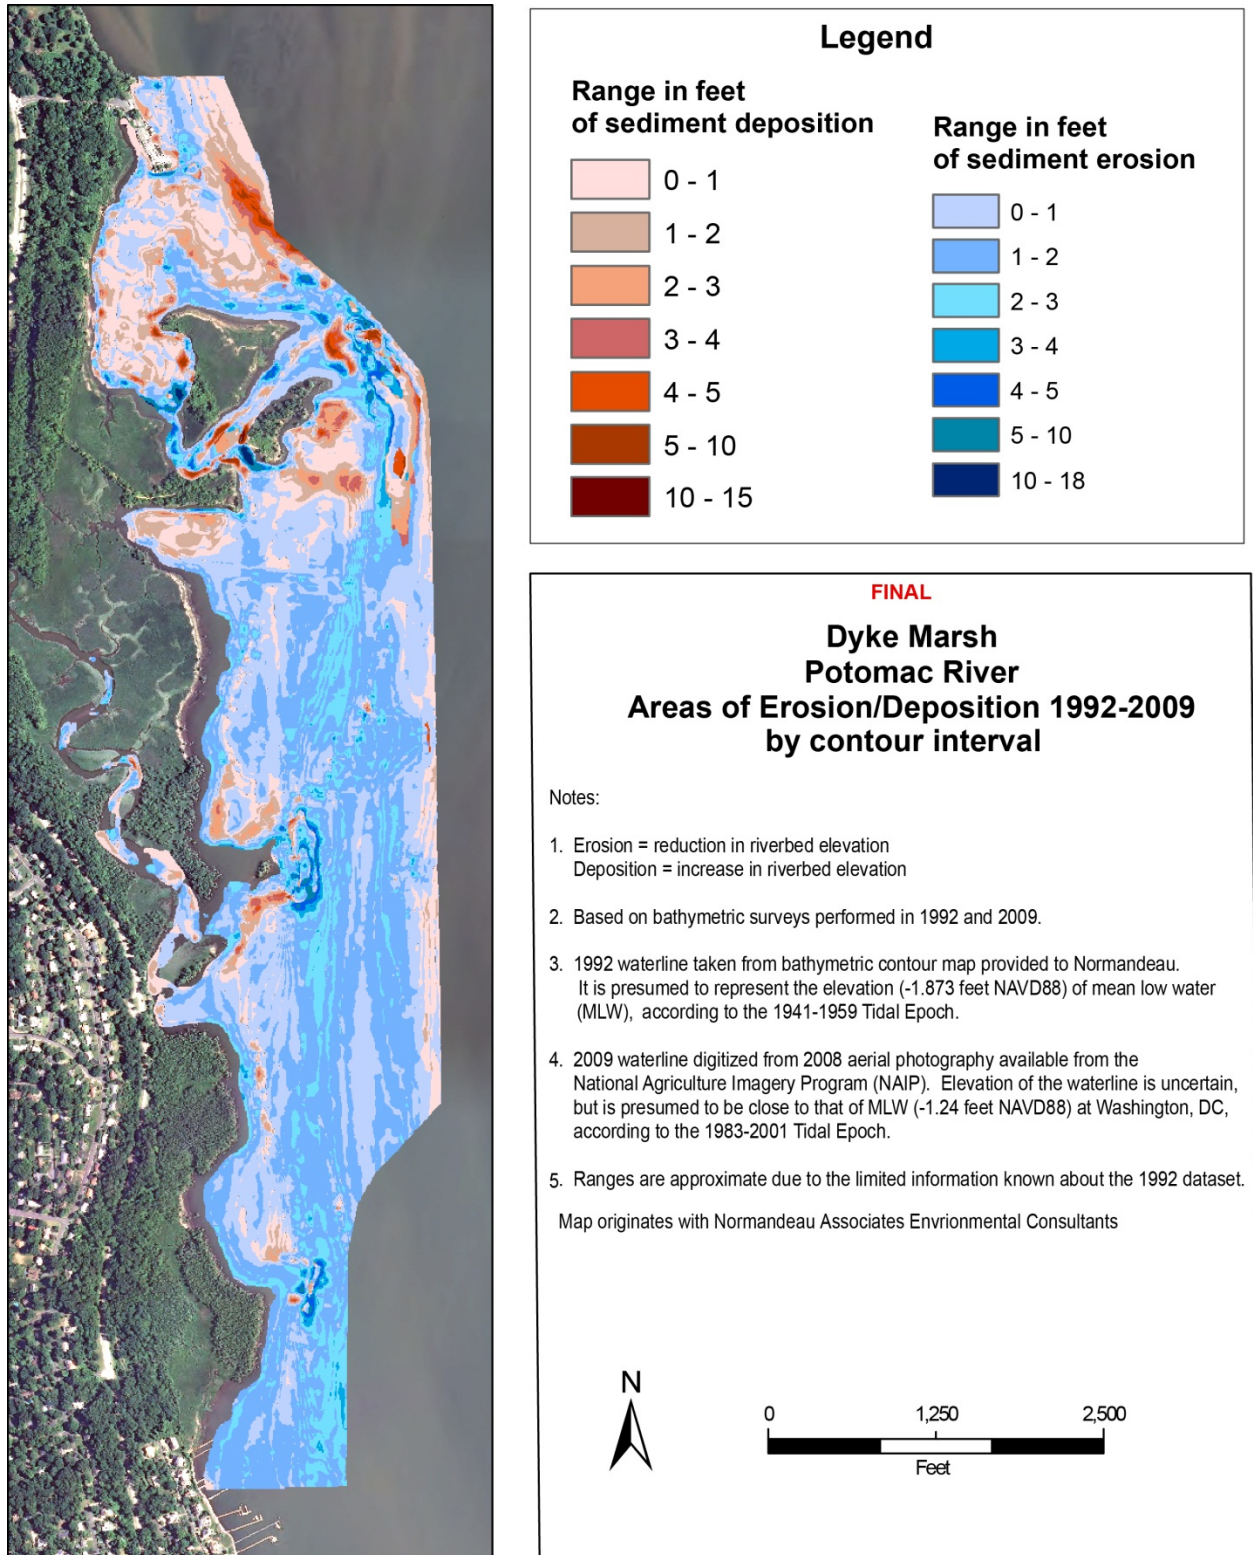 Legend
Range in feet
of sediment deposition
0 - 1
1 - 2
2 - 3
3 - 4
4 - 5
5 - 10
10 - 15
Range in feet
of sediment erosion
0 - 1
1 - 2
2 - 3
3 - 4
4 - 5
5 - 10
10 - 18
FINAL
Dyke Marsh
Potomac River
Areas of Erosion/Deposition 1992-2009
by contour interval
Notes:
1. Erosion = reduction in riverbed elevation
Deposition = increase in riverbed elevation
2. Based on bathymetric surveys performed in 1992 and 2009.
3. 1992 waterline taken from bathymetric contour map provided to Normandeau.
It is presumed to represent the elevation (-1.873 feet NAVD88) of mean low water
(MLW), according to the 1941-1959 Tidal Epoch.
4. 2009 waterline digitized from 2008 aerial photography available from the
National Agriculture Imagery Program (NAIP). Elevation of the waterline is uncertain,
but is presumed to be close to that of MLW (-1.24 feet NAVD88) at Washington, DC,
according to the 1983-2001 Tidal Epoch.
5. Ranges are approximate due to the limited information known about the 1992 dataset.
Map originates with Normandeau Associates Envrionmental Consultants
N
0 1,250 2,500
Feet